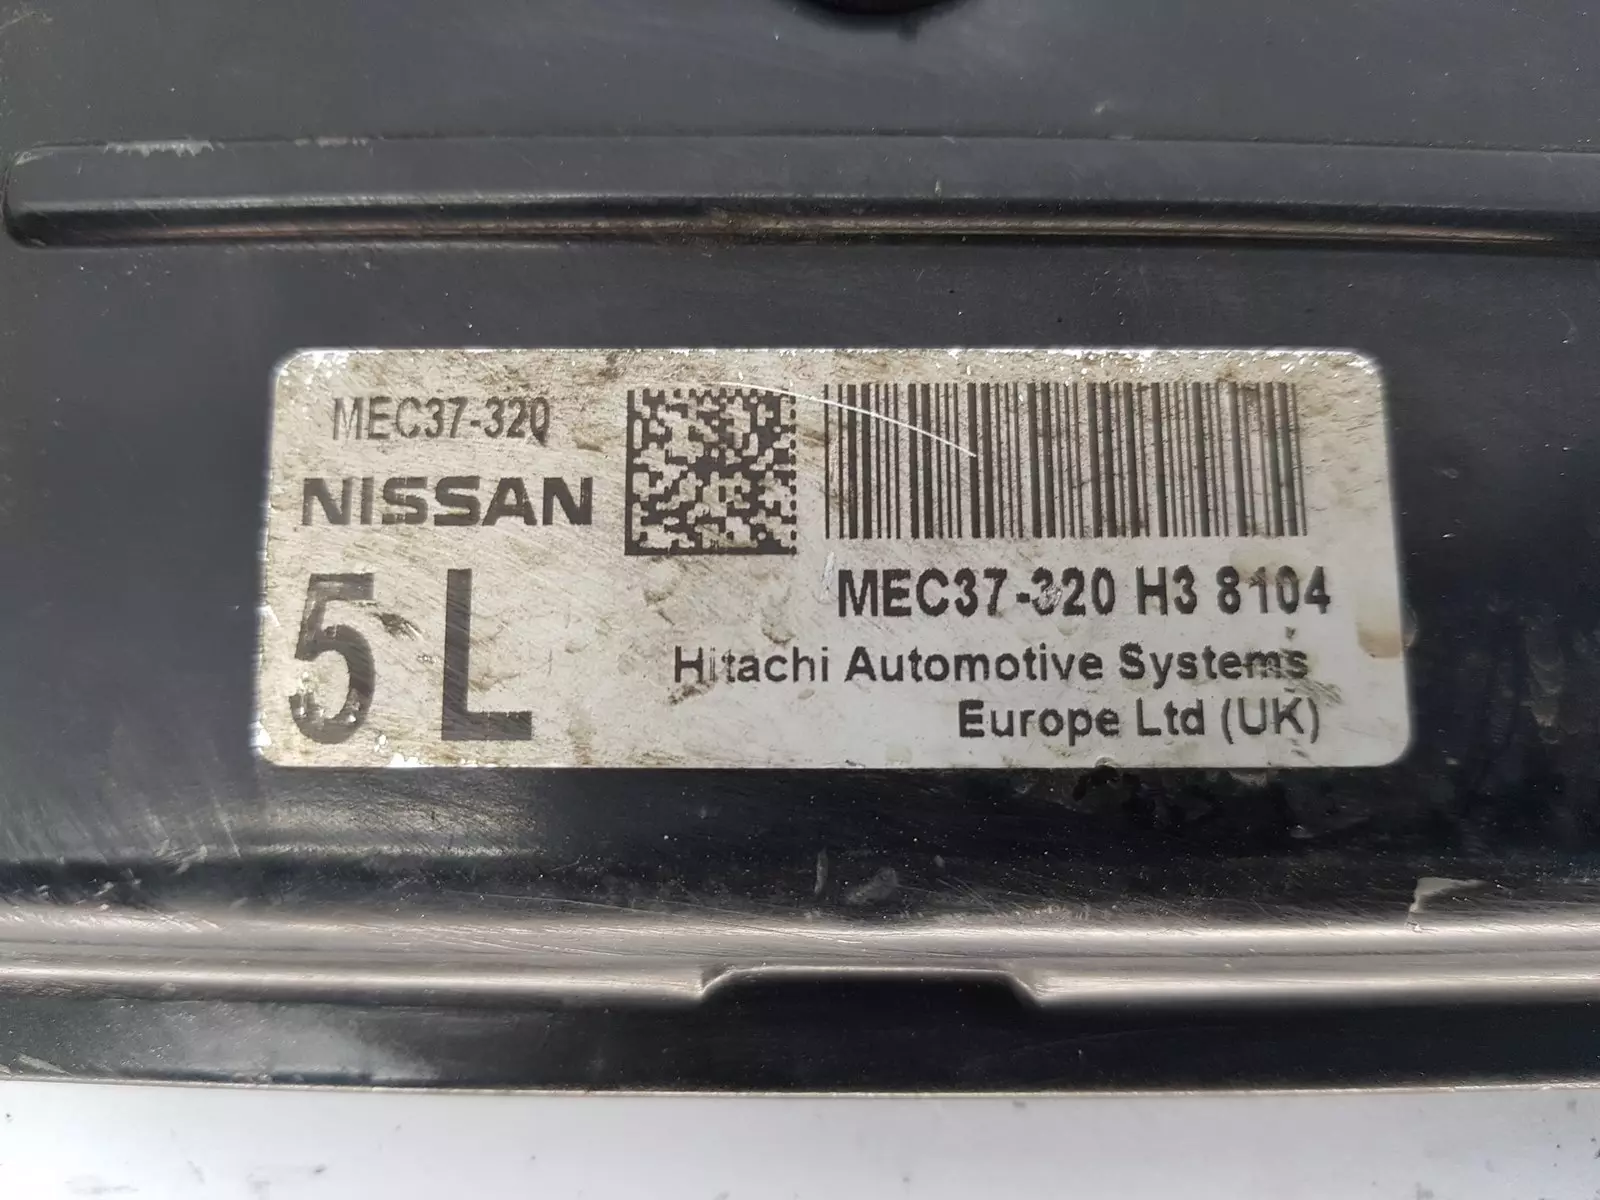 MEC37-320
NISSAN
5 L
MEC37-320 H3 8104
Hitachi Automotive Systems
Europe Ltd (UK)